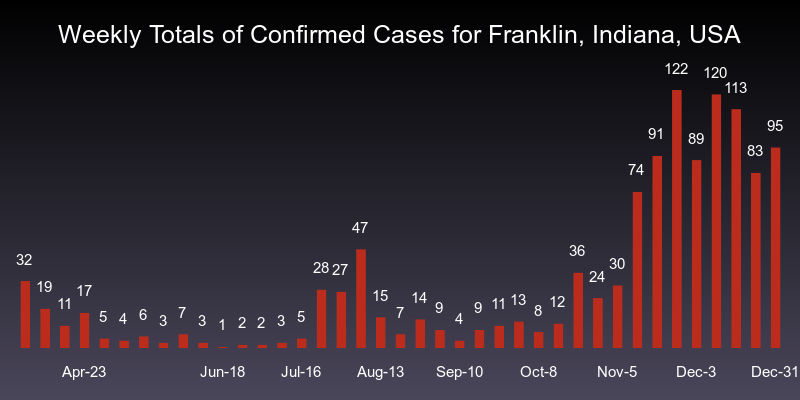 Weekly Totals of Confirmed Cases for Franklin, Indiana, USA
32 19 11 17 5 4 6 3 7 3 1 2 2 3 5 28 27 47 15 7 14 9 4 9 11 13 8 12 36 24 30 74 91 122 89 120 113 83 95
Apr-23 Jun-18 Jul-16 Aug-13 Sep-10 Oct-8 Nov-5 Dec-3 Dec-31